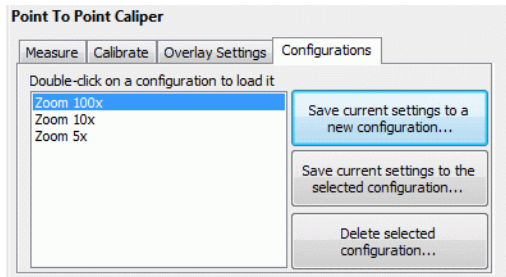 Point To Point Caliper
Measure Calibrate Overlay Settings Configurations
Double-click on a configuration to load it
Zoom 100x
Zoom 10x
Zoom 5x
Save current settings to a
new configuration...
Save current settings to the
selected configuration...
Delete selected
configuration...